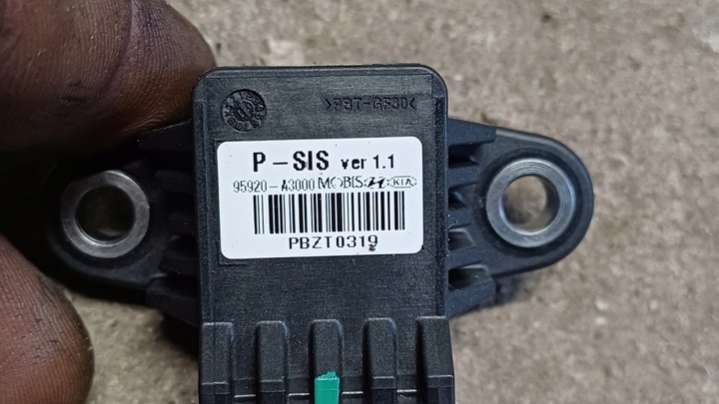 >PBT-GF30<
P-SIS ver 1.1
95920-A3000 MOBIS KIA
PBZT0319